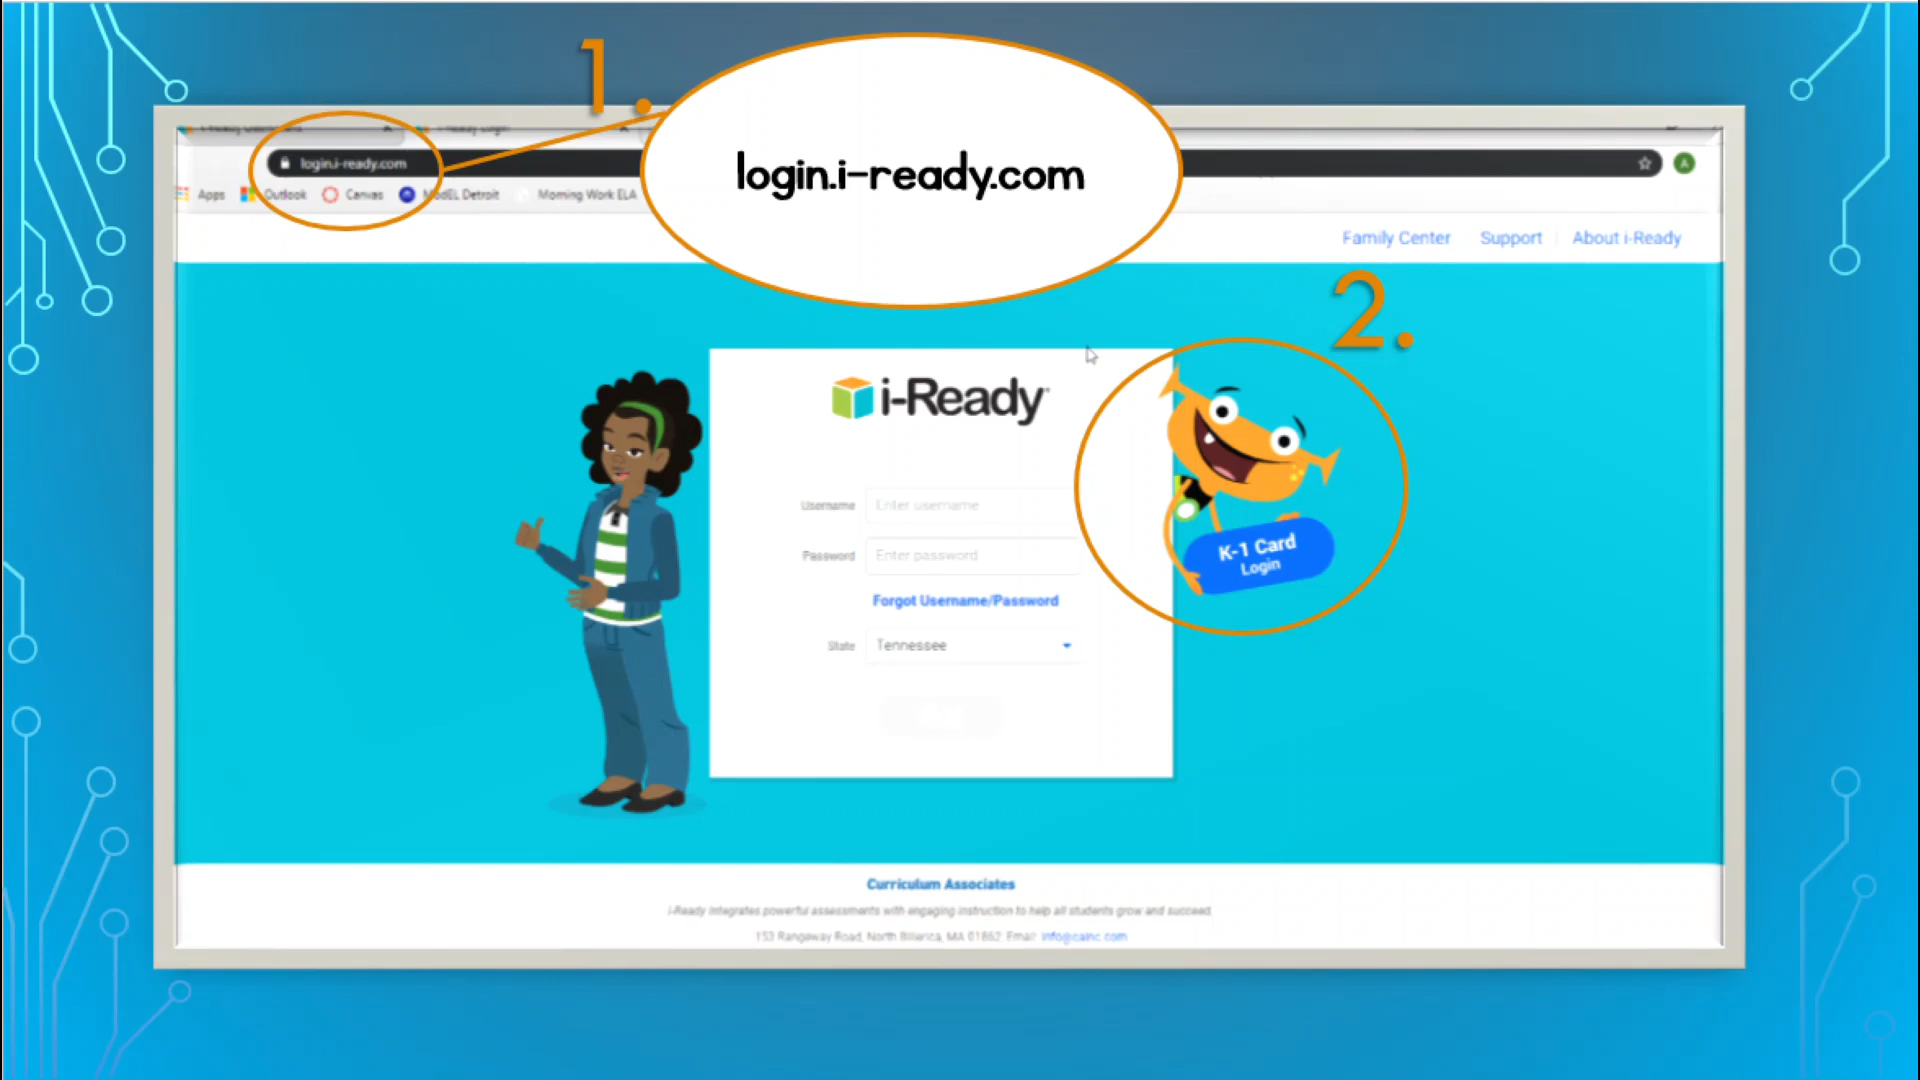 1.
login.i-ready.com
login.i-ready.com
Apps Outlook Canvas ModEL Detroit Morning Work ELA
Family Center Support About i-Ready
2.
i-Ready
Username Enter username
Password Enter password
K-1 Card
Login
Forgot Username/Password
State Tennessee
Curriculum Associates
i-Ready integrates powerful assessments with engaging instruction to help all students grow and succeed.
153 Rangeway Road, North Billerica, MA 01862 Email: info@cainc.com